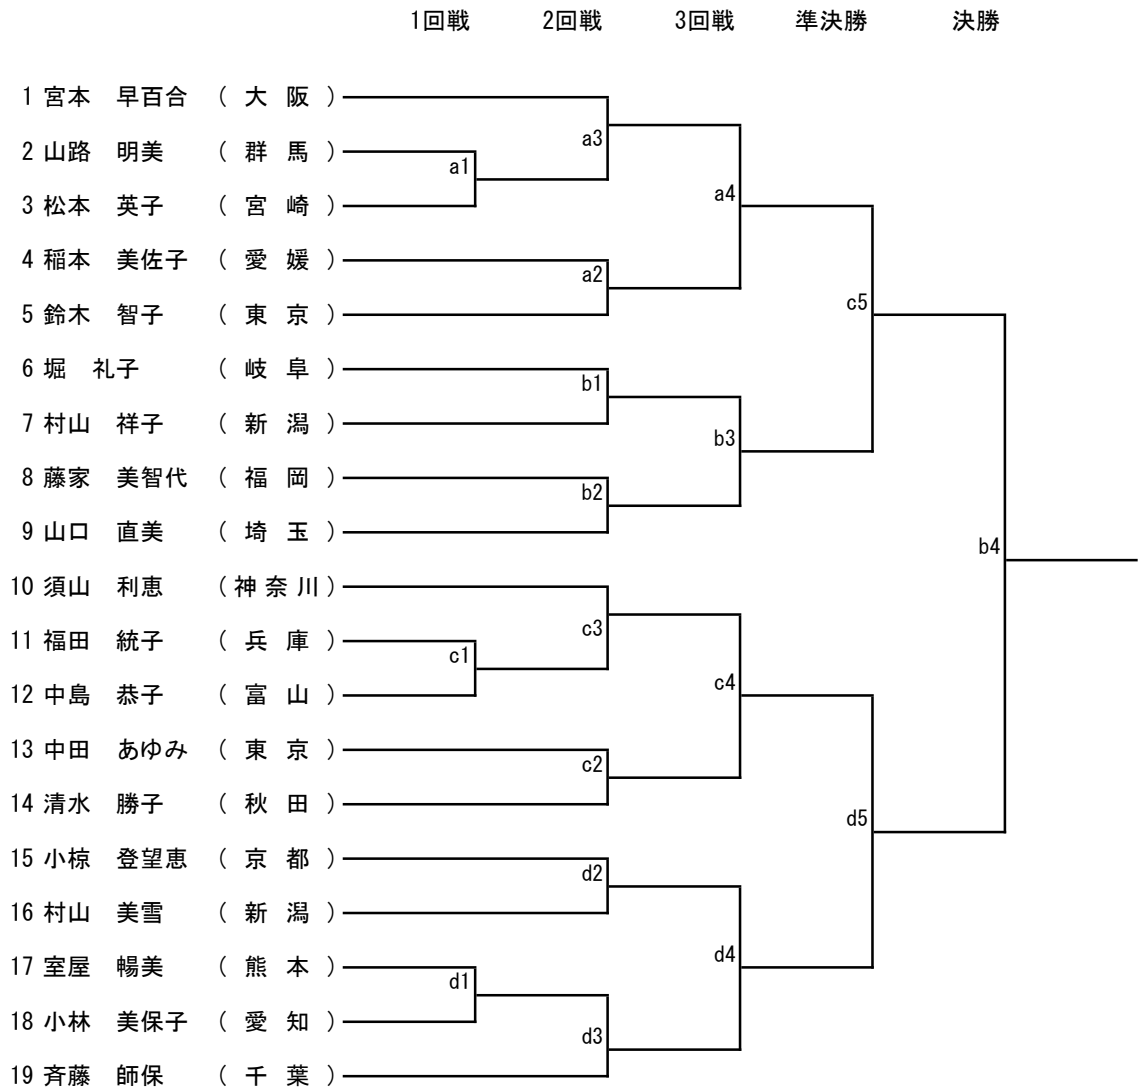 1回戦 2回戦 3回戦 準決勝 決勝
1 宮本 早百合 ( 大 阪 )
a3
2 山路 明美 ( 群 馬 )
a1
a4
3 松本 英子 ( 宮 崎 )
4 稲本 美佐子 ( 愛 媛 )
a2
c5
5 鈴木 智子 ( 東 京 )
6 堀 礼子 ( 岐 阜 )
b1
7 村山 祥子 ( 新 潟 )
b3
8 藤家 美智代 ( 福 岡 )
b2
9 山口 直美 ( 埼 玉 )
b4
10 須山 利恵 (神奈川)
c3
11 福田 統子 ( 兵 庫 )
c1
c4
12 中島 恭子 ( 富 山 )
13 中田 あゆみ ( 東 京 )
c2
14 清水 勝子 ( 秋 田 )
d5
15 小椋 登望恵 ( 京 都 )
d2
16 村山 美雪 ( 新 潟 )
d4
17 室屋 暢美 ( 熊 本 )
d1
18 小林 美保子 ( 愛 知 )
d3
19 斉藤 師保 ( 千 葉 )